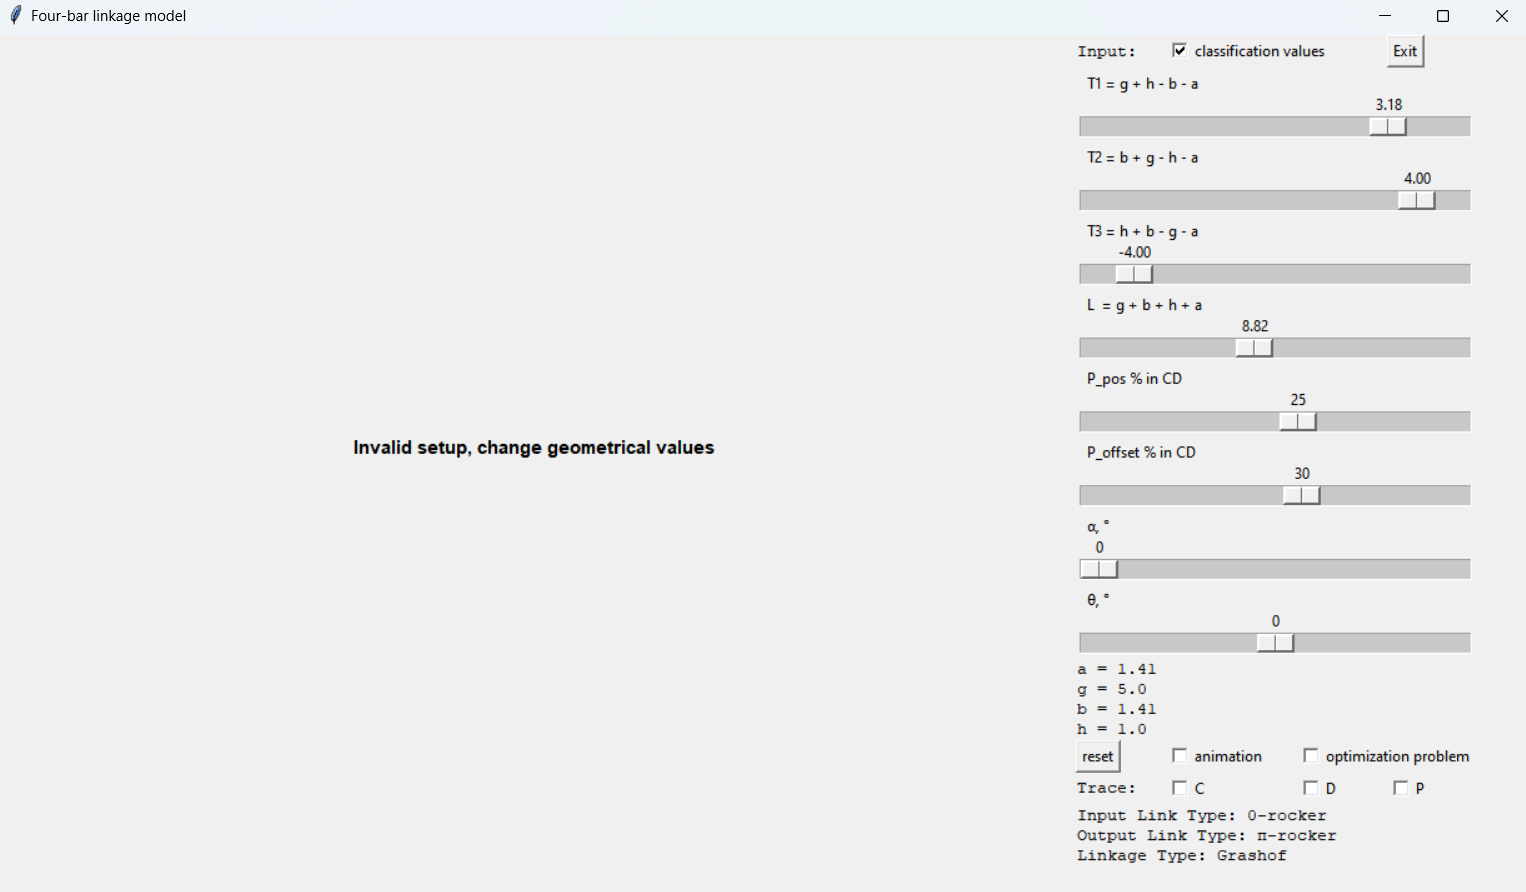 Four-bar linkage model
Input: classification values Exit
T1 = g + h - b - a
3.18
T2 = b + g - h - a
4.00
T3 = h + b - g - a
-4.00
L = g + b + h + a
8.82
P_pos % in CD
25
Invalid setup, change geometrical values
P_offset % in CD
30
α, °
0
θ, °
0
a = 1.41
g = 5.0
b = 1.41
h = 1.0
reset animation optimization problem
Trace: C D P
Input Link Type: 0-rocker
Output Link Type: π-rocker
Linkage Type: Grashof